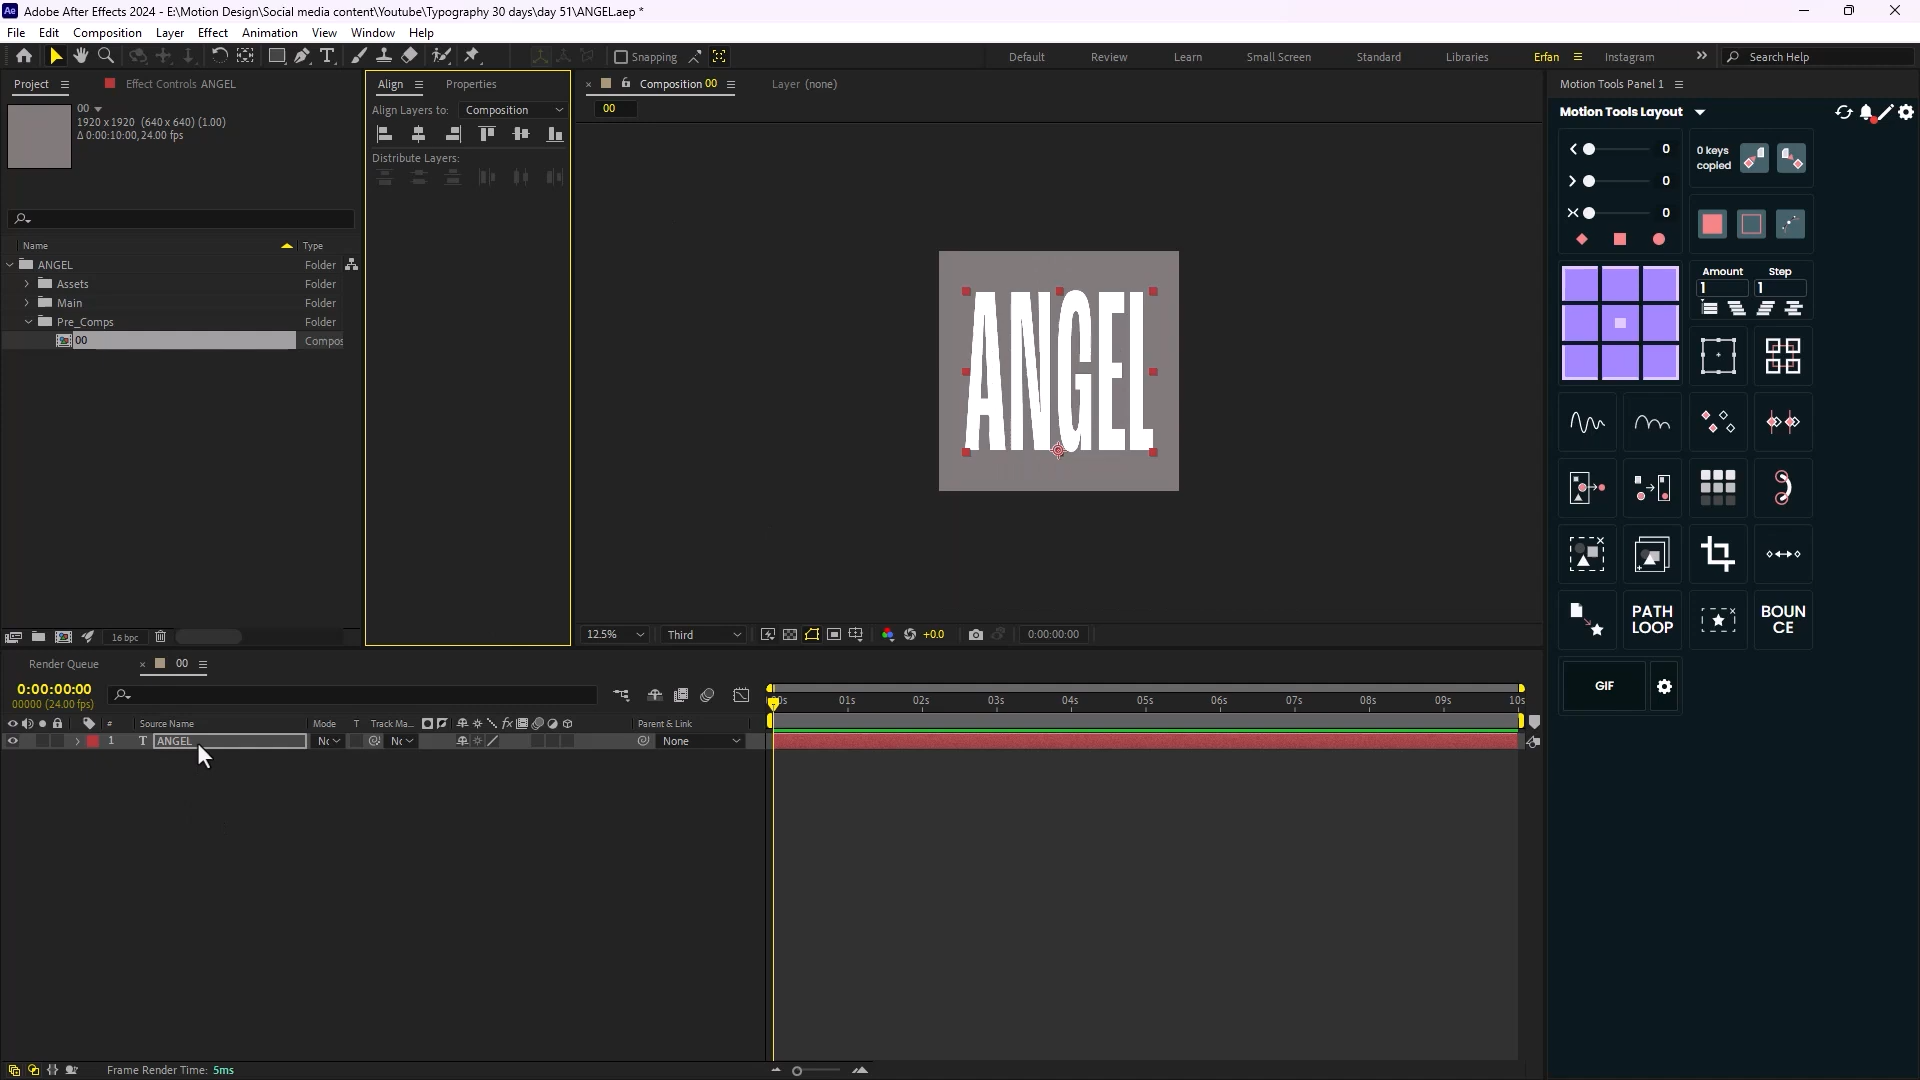 Ae Adobe After Effects 2024 - E:\Motion Design\Social media content\Youtube\Typography 30 days\day 51\ANGEL.aep *
File Edit Composition Layer Effect Animation View Window Help
Snapping Default Review Learn Small Screen Standard Libraries Erfan Instagram Search Help
Project Effect Controls ANGEL Align Properties Composition 00 Layer (none) Motion Tools Panel 1
00
1920 x 1920 (640 x 640) (1.00)
Δ 0:00:10:00, 24.00 fps
Align Layers to: Composition
Distribute Layers:
00
Motion Tools Layout
0
0
0
0 keys
copied
Amount Step
1 1
PATH
LOOP
BOUN
CE
GIF
Name Type
ANGEL Folder
Assets Folder
Main Folder
Pre_Comps Folder
00 Compos
ANGEL
16 bpc
12.5% Third +0.0 0:00:00:00
Render Queue 00
0:00:00:00
00000 (24.00 fps)
# Source Name Mode T Track Ma... Parent & Link
1 T ANGEL Nc Nc None
01s 02s 03s 04s 05s 06s 07s 08s 09s 10s
Frame Render Time: 5ms